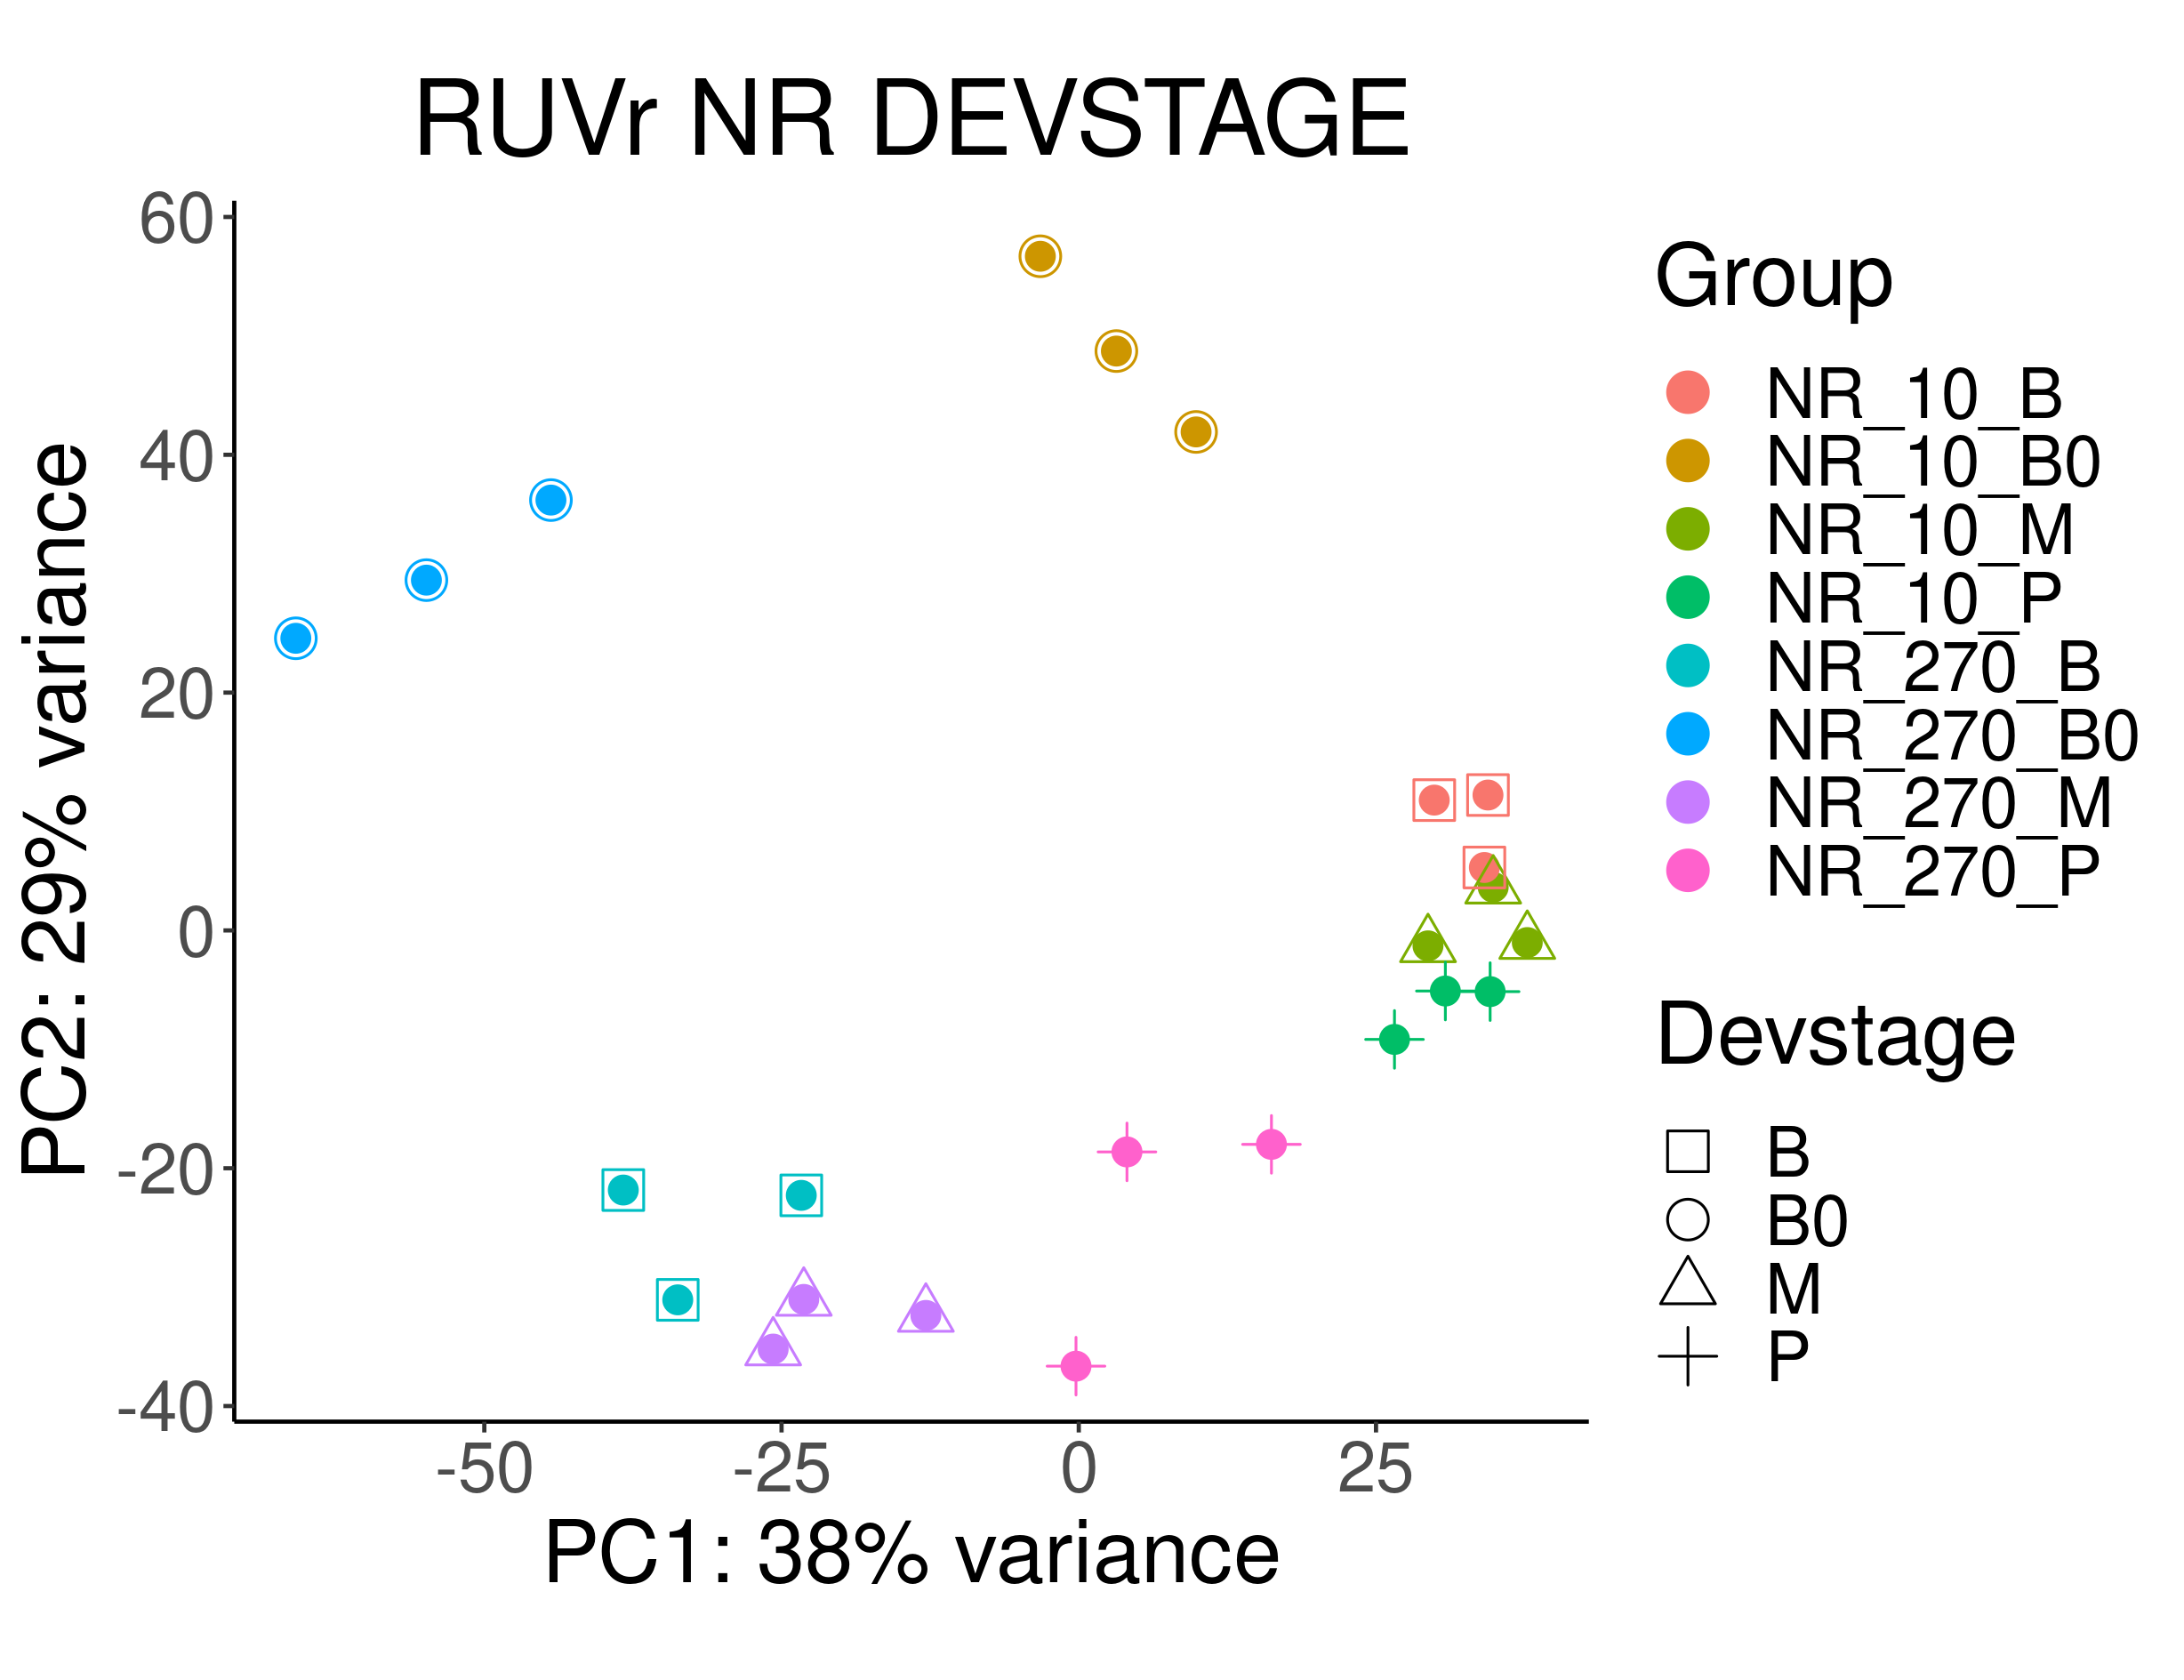 RUVr NR DEVSTAGE
PC2: 29% variance
60
40
20
0
-20
-40
-50
-25
0
25
PC1: 38% variance
Group
NR_10_B
NR_10_B0
NR_10_M
NR_10_P
NR_270_B
NR_270_B0
NR_270_M
NR_270_P
Devstage
B
B0
M
P